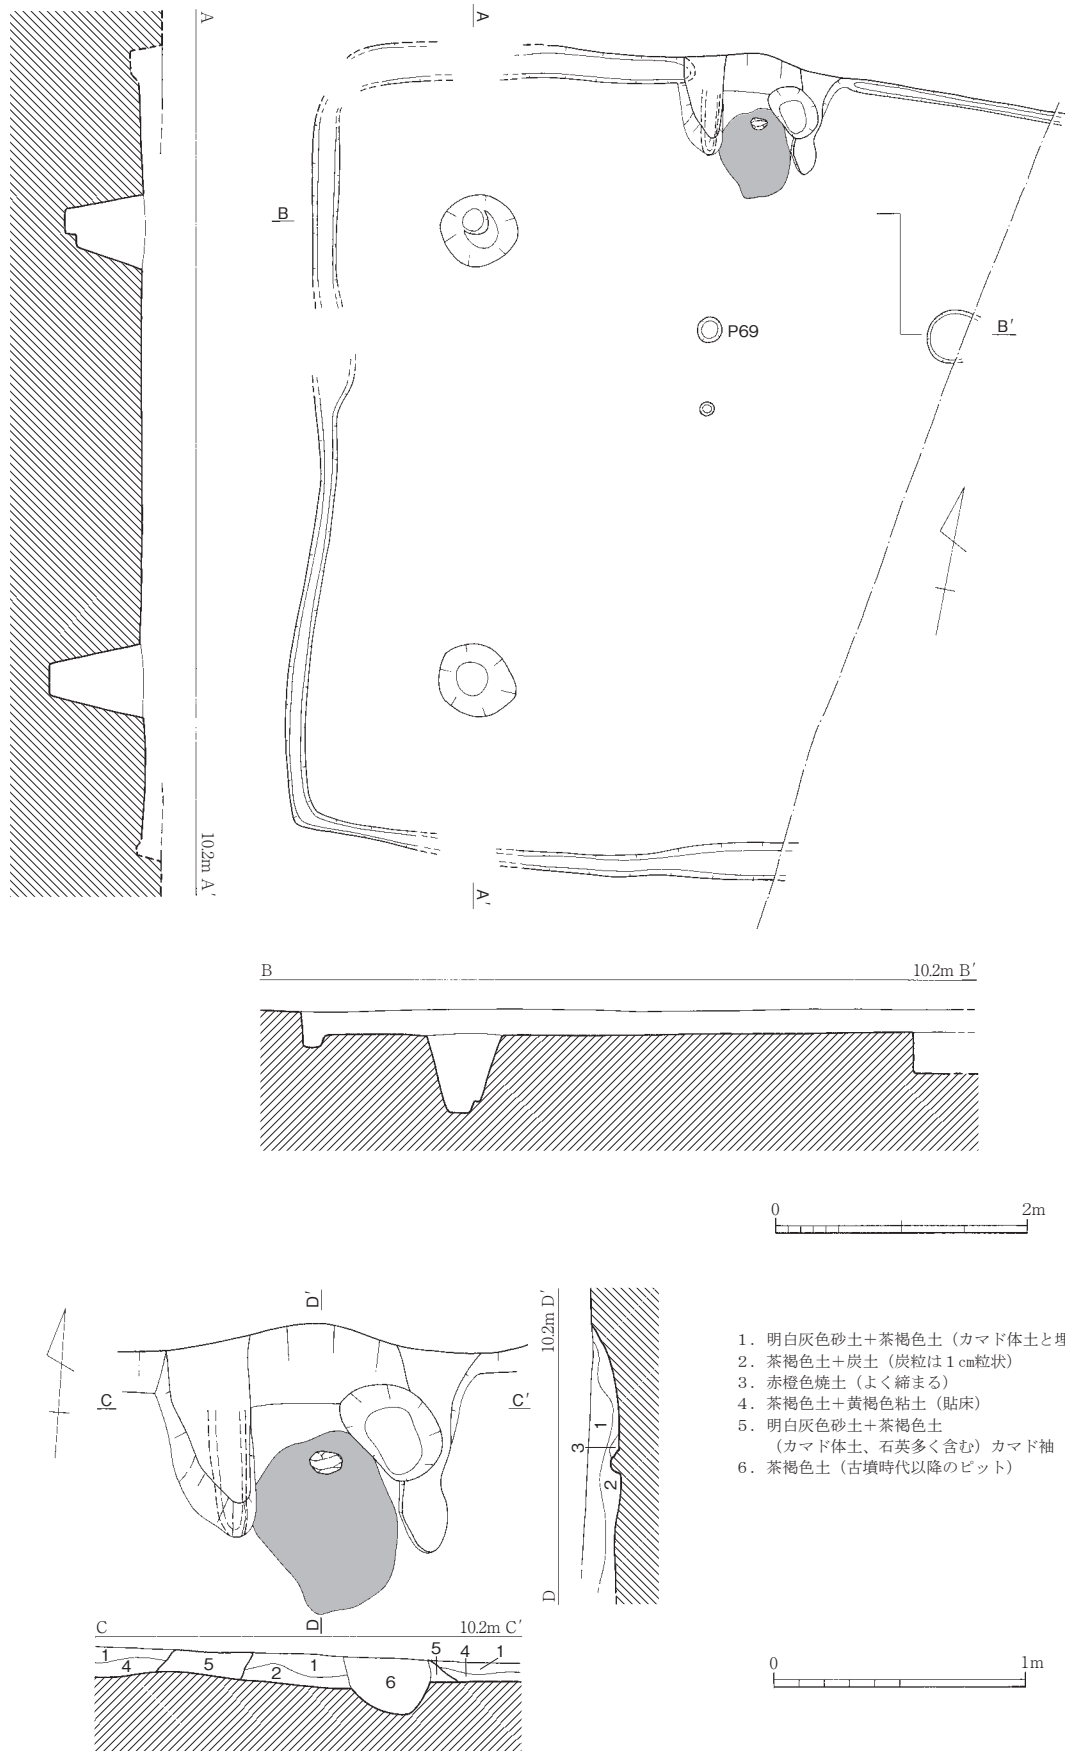 A
A
B
P69
B′
10.2m A′
A′
B
10.2m B′
0
2m
D′
10.2m D′
C
C′
1
3
2
D
D
C
10.2m C′
1
4
5
2
1
6
5
4
1
1．明白灰色砂土＋茶褐色土（カマド体土と埋
2．茶褐色土＋炭土（炭粒は１㎝粒状）
3．赤橙色焼土（よく締まる）
4．茶褐色土＋黄褐色粘土（貼床）
5．明白灰色砂土＋茶褐色土
（カマド体土、石英多く含む）カマド袖
6．茶褐色土（古墳時代以降のピット）
0
1m